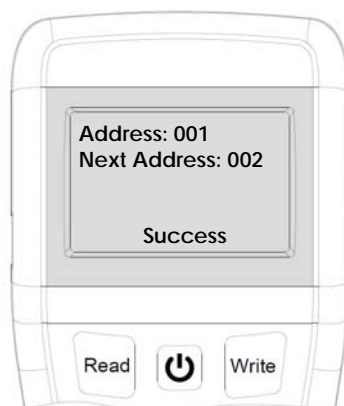 Address: 001
Next Address: 002
Success
Read
Write